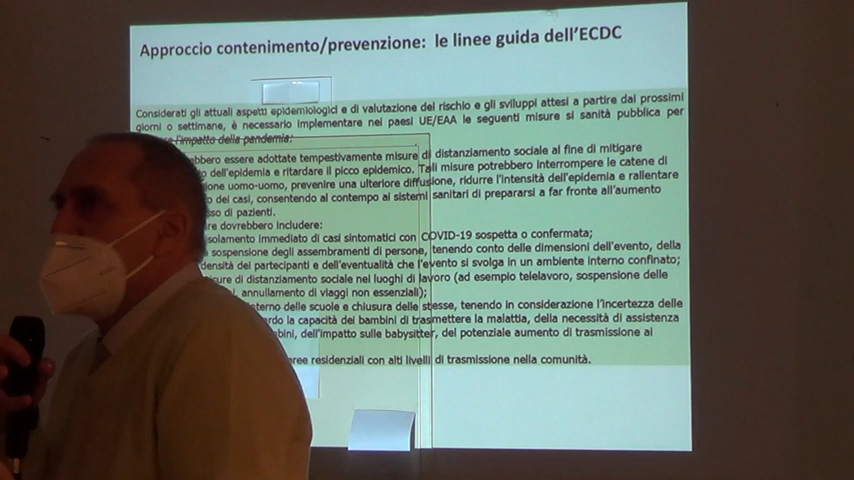 Approccio contenimento/prevenzione: le linee guida dell'ECDC
Considerati gli attuali aspetti epidemiologici e di valutazione del rischio e gli sviluppi attesi a partire dai prossimi
giorni o settimane, è necessario implementare nei paesi UE/EAA le seguenti misure si sanità pubblica per
l'impatto della pandemia:
bbero essere adottate tempestivamente misure di distanziamento sociale al fine di mitigare
dell'epidemia e ritardare il picco epidemico. Tali misure potrebbero interrompere le catene di
ione uomo-uomo, prevenire una ulteriore diffusione, ridurre l'intensità dell'epidemia e rallentare
o dei casi, consentendo al contempo ai sistemi sanitari di prepararsi a far fronte all'aumento
sso di pazienti.
re dovrebbero includere:
isolamento immediato di casi sintomatici con COVID-19 sospetta o confermata;
a sospensione degli assembramenti di persone, tenendo conto delle dimensioni dell'evento, della
densità dei partecipanti e dell'eventualità che l'evento si svolga in un ambiente interno confinato;
isure di distanziamento sociale nei luoghi di lavoro (ad esempio telelavoro, sospensione delle
annullamento di viaggi non essenziali);
terno delle scuole e chiusura delle stesse, tenendo in considerazione l'incertezza delle
rdo la capacità dei bambini di trasmettere la malattia, della necessità di assistenza
bini, dell'impatto sulle babysitter, del potenziale aumento di trasmissione ai
aree residenziali con alti livelli di trasmissione nella comunità.